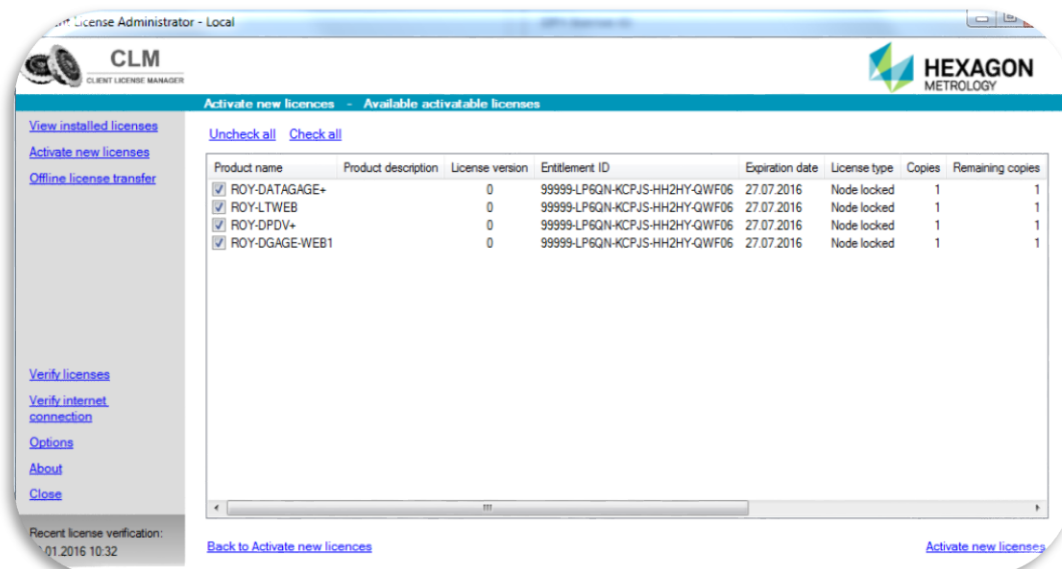 ent License Administrator - Local
CLM
CLIENT LICENSE MANAGER
HEXAGON
METROLOGY
Activate new licences - Available activatable licenses
View installed licenses
Activate new licenses
Offline license transfer
Uncheck all Check all
Product name Product description License version Entitlement ID Expiration date License type Copies Remaining copies
ROY-DATAGAGE+ 0 99999-LP6QN-KCPJS-HH2HY-QWF06 27.07.2016 Node locked 1 1
ROY-LTWEB 0 99999-LP6QN-KCPJS-HH2HY-QWF06 27.07.2016 Node locked 1 1
ROY-DPDV+ 0 99999-LP6QN-KCPJS-HH2HY-QWF06 27.07.2016 Node locked 1 1
ROY-DGAGE-WEB1 0 99999-LP6QN-KCPJS-HH2HY-QWF06 27.07.2016 Node locked 1 1
Verify licenses
Verify internet
connection
Options
About
Close
Recent license verification:
.01.2016 10:32
Back to Activate new licences
Activate new licenses